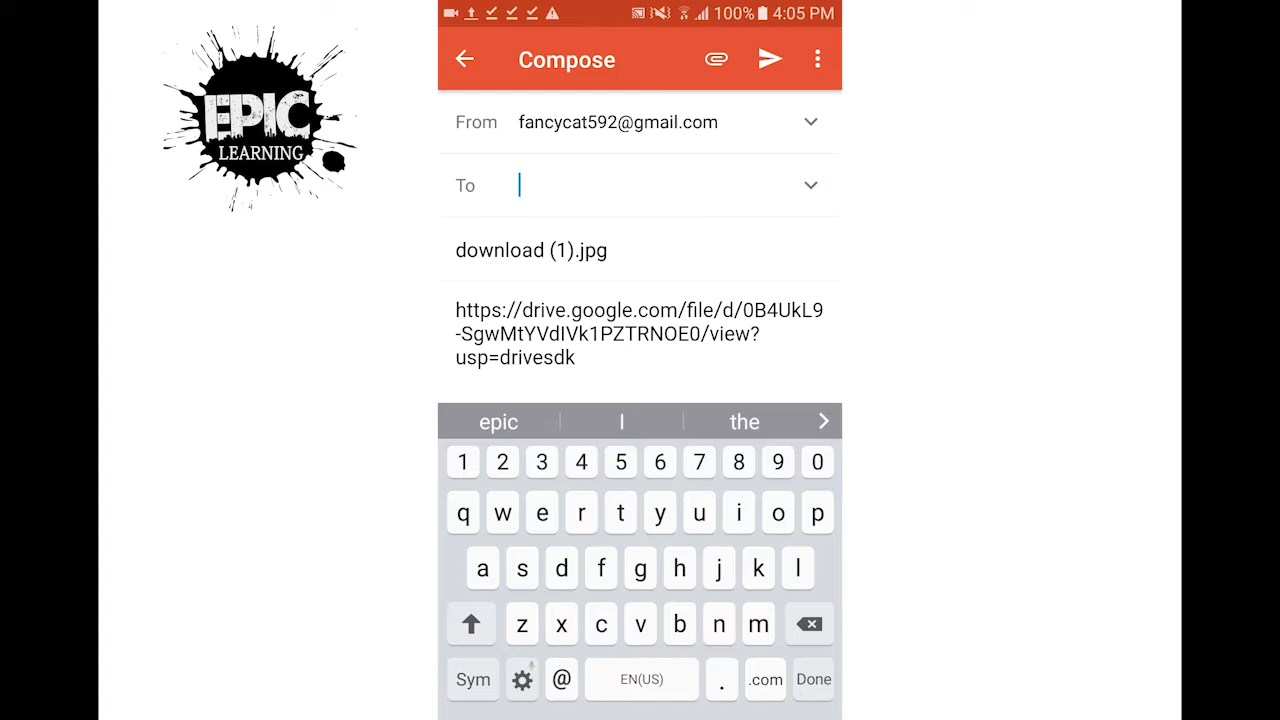 EPIC
LEARNING
100% 4:05 PM
Compose
From fancycat592@gmail.com
To
download (1).jpg
https://drive.google.com/file/d/0B4UkL9
-SgwMtYVdIVk1PZTRNOE0/view?
usp=drivesdk
epic I the
1 2 3 4 5 6 7 8 9 0
q w e r t y u i o p
a s d f g h j k l
z x c v b n m
Sym @ EN(US) . .com Done